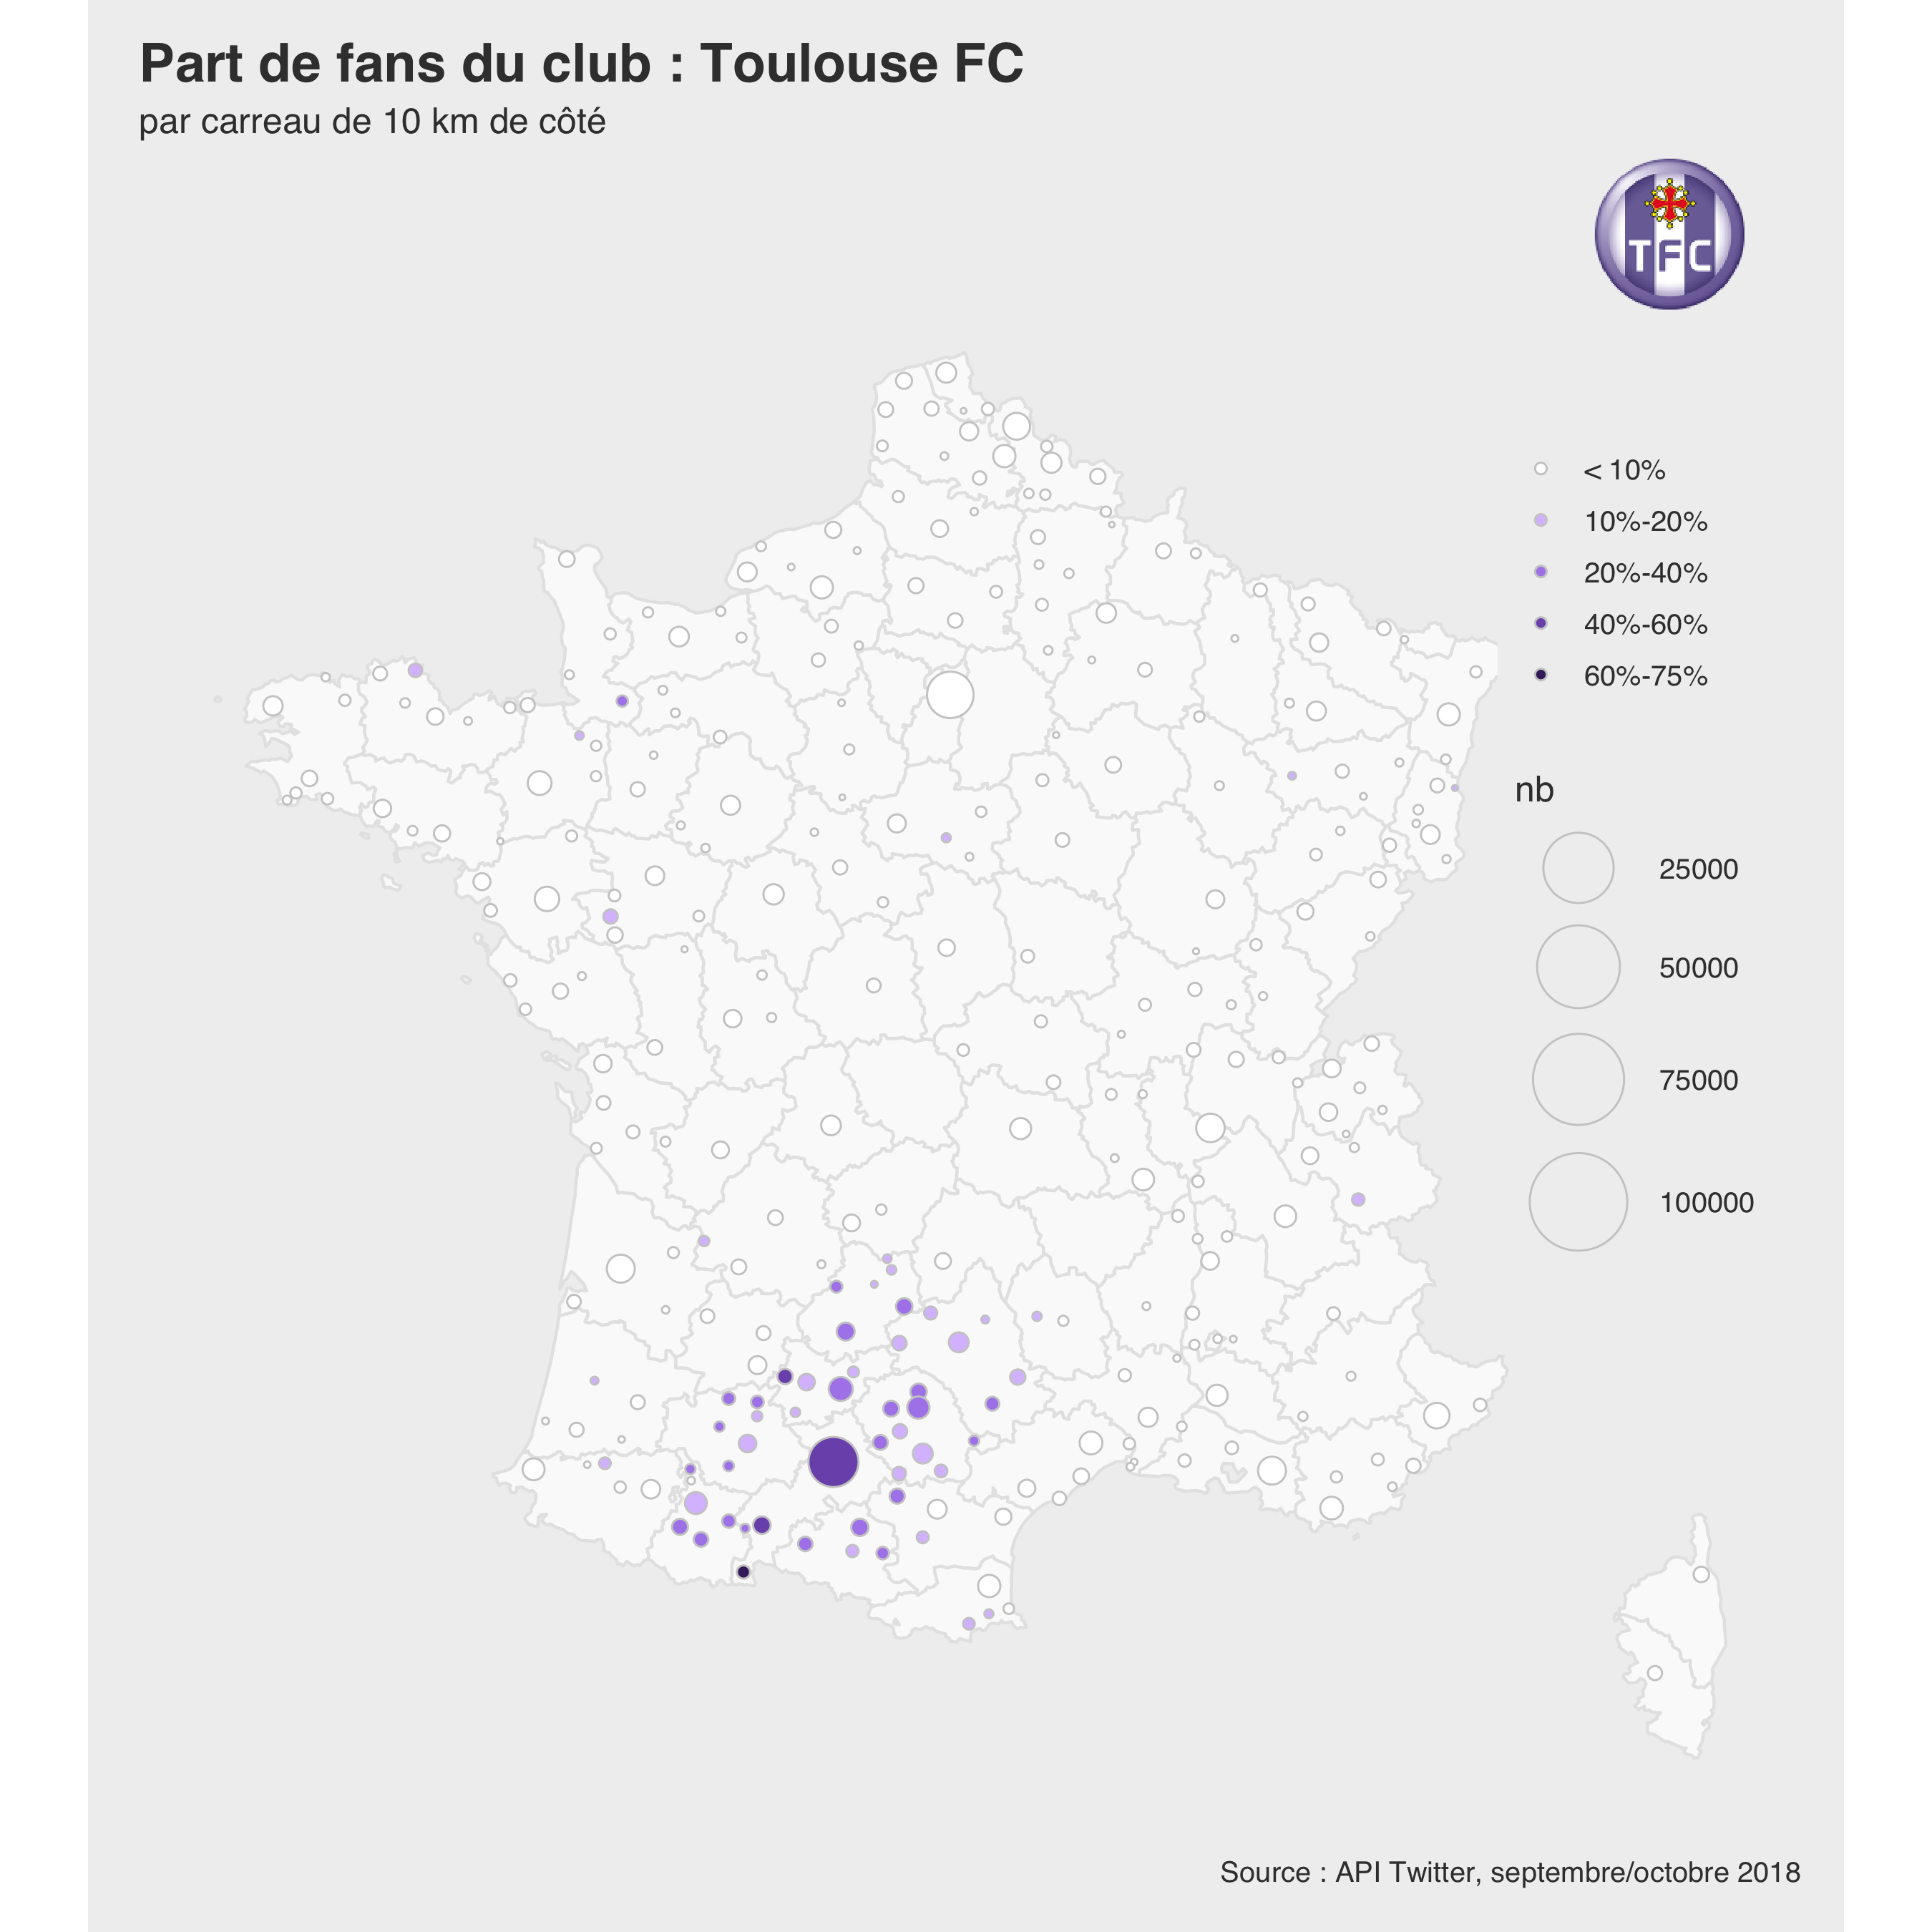 Part de fans du club : Toulouse FC
par carreau de 10 km de côté
TFC
< 10%
10%-20%
20%-40%
40%-60%
60%-75%
nb
25000
50000
75000
100000
Source : API Twitter, septembre/octobre 2018